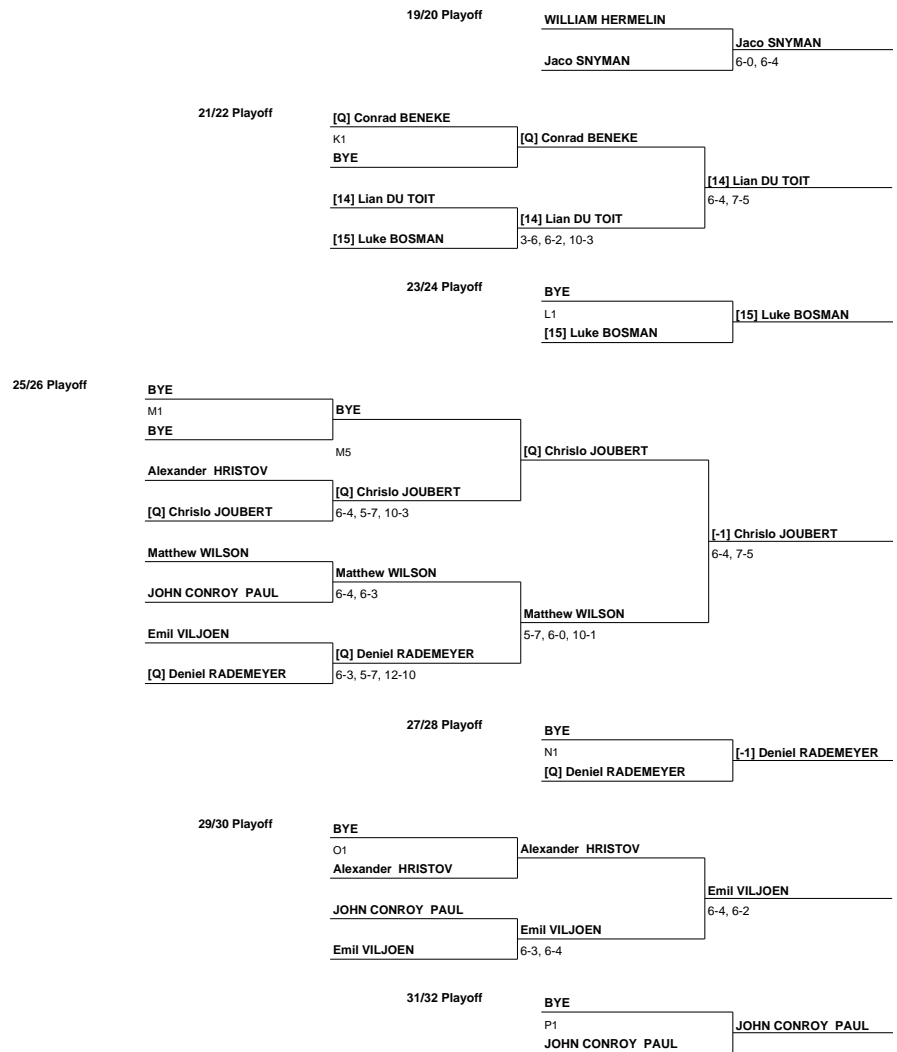 19/20 Playoff
WILLIAM HERMELIN
Jaco SNYMAN
Jaco SNYMAN
6-0, 6-4
21/22 Playoff
[Q] Conrad BENEKE
K1
[Q] Conrad BENEKE
BYE
[14] Lian DU TOIT
6-4, 7-5
[14] Lian DU TOIT
[14] Lian DU TOIT
[15] Luke BOSMAN
3-6, 6-2, 10-3
23/24 Playoff
BYE
L1
[15] Luke BOSMAN
[15] Luke BOSMAN
25/26 Playoff
BYE
M1
BYE
BYE
M5
[Q] Chrislo JOUBERT
Alexander HRISTOV
[Q] Chrislo JOUBERT
[Q] Chrislo JOUBERT
6-4, 5-7, 10-3
[-1] Chrislo JOUBERT
6-4, 7-5
Matthew WILSON
Matthew WILSON
JOHN CONROY PAUL
6-4, 6-3
Matthew WILSON
5-7, 6-0, 10-1
Emil VILJOEN
[Q] Deniel RADEMEYER
[Q] Deniel RADEMEYER
6-3, 5-7, 12-10
27/28 Playoff
BYE
N1
[-1] Deniel RADEMEYER
[Q] Deniel RADEMEYER
29/30 Playoff
BYE
O1
Alexander HRISTOV
Alexander HRISTOV
Emil VILJOEN
6-4, 6-2
JOHN CONROY PAUL
Emil VILJOEN
Emil VILJOEN
6-3, 6-4
31/32 Playoff
BYE
P1
JOHN CONROY PAUL
JOHN CONROY PAUL